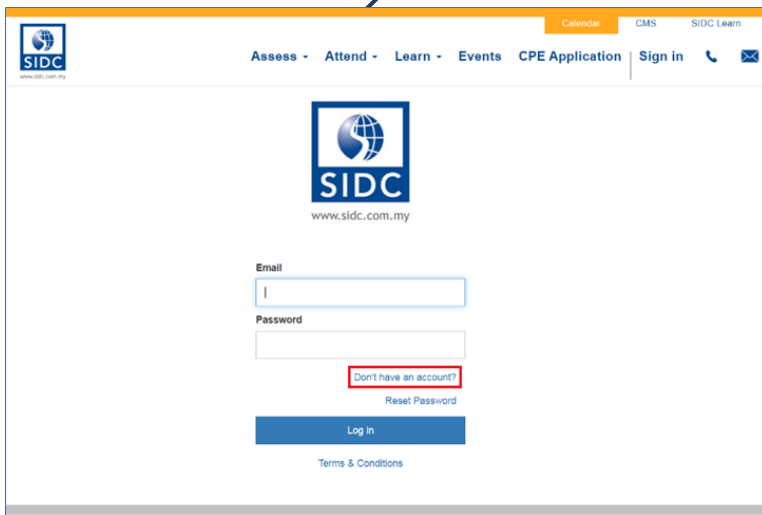 Calendar CMS SIDC Learn
SIDC
www.sidc.com.my
Assess Attend Learn Events CPE Application Sign in
SIDC
www.sidc.com.my
Email
Password
Don't have an account?
Reset Password
Log in
Terms & Conditions